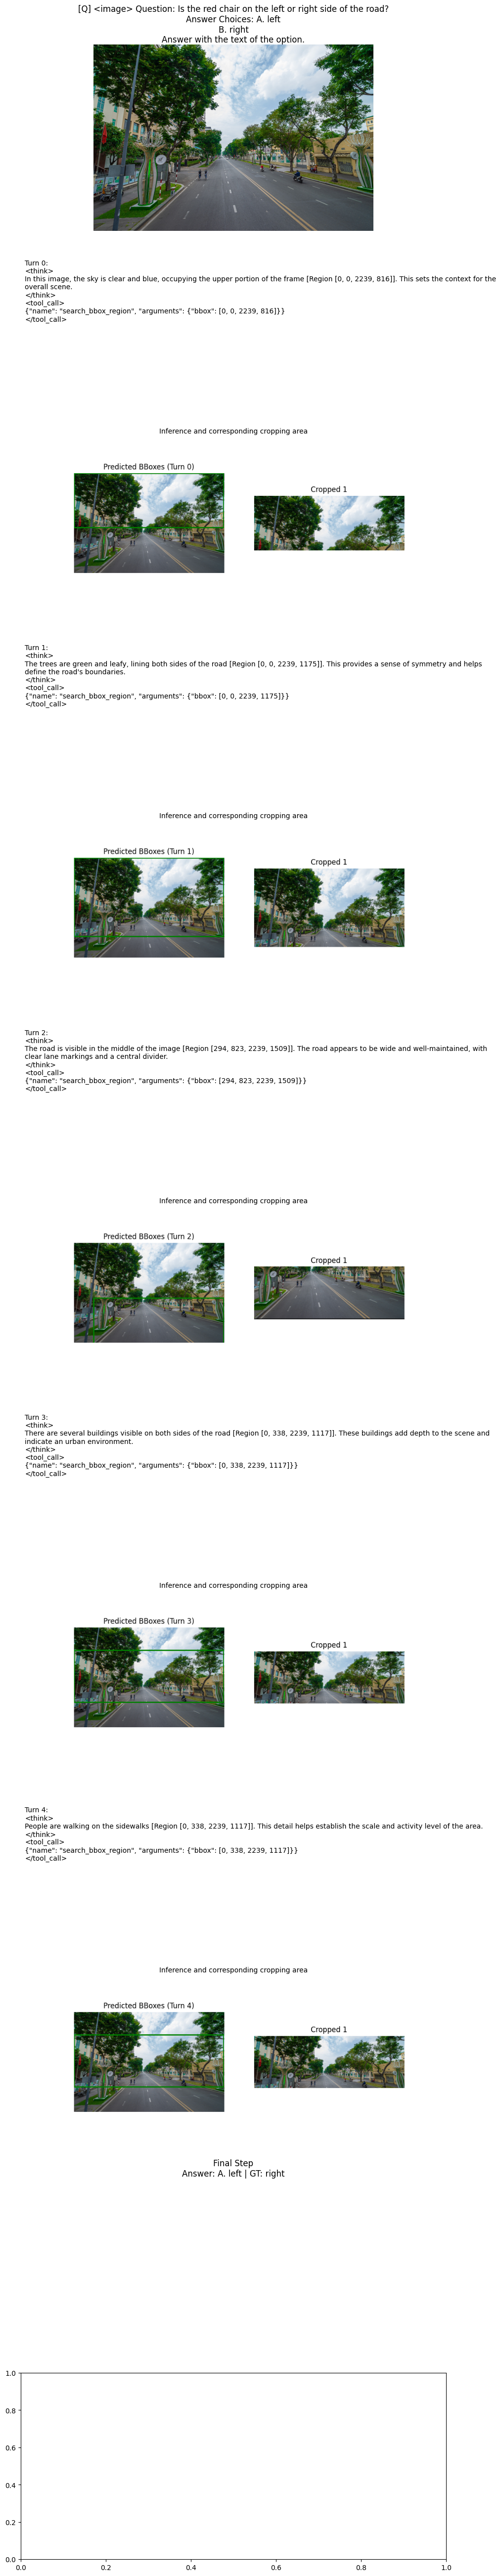 [Q] <image> Question: Is the red chair on the left or right side of the road?
Answer Choices: A. left
B. right
Answer with the text of the option.
Turn 0:
<think>
In this image, the sky is clear and blue, occupying the upper portion of the frame [Region [0, 0, 2239, 816]]. This sets the context for the
overall scene.
</think>
<tool_call>
{"name": "search_bbox_region", "arguments": {"bbox": [0, 0, 2239, 816]}}
</tool_call>
Inference and corresponding cropping area
Predicted BBoxes (Turn 0)
Cropped 1
Turn 1:
<think>
The trees are green and leafy, lining both sides of the road [Region [0, 0, 2239, 1175]]. This provides a sense of symmetry and helps
define the road's boundaries.
</think>
<tool_call>
{"name": "search_bbox_region", "arguments": {"bbox": [0, 0, 2239, 1175]}}
</tool_call>
Inference and corresponding cropping area
Predicted BBoxes (Turn 1)
Cropped 1
Turn 2:
<think>
The road is visible in the middle of the image [Region [294, 823, 2239, 1509]]. The road appears to be wide and well-maintained, with
clear lane markings and a central divider.
</think>
<tool_call>
{"name": "search_bbox_region", "arguments": {"bbox": [294, 823, 2239, 1509]}}
</tool_call>
Inference and corresponding cropping area
Predicted BBoxes (Turn 2)
Cropped 1
Turn 3:
<think>
There are several buildings visible on both sides of the road [Region [0, 338, 2239, 1117]]. These buildings add depth to the scene and
indicate an urban environment.
</think>
<tool_call>
{"name": "search_bbox_region", "arguments": {"bbox": [0, 338, 2239, 1117]}}
</tool_call>
Inference and corresponding cropping area
Predicted BBoxes (Turn 3)
Cropped 1
Turn 4:
<think>
People are walking on the sidewalks [Region [0, 338, 2239, 1117]]. This detail helps establish the scale and activity level of the area.
</think>
<tool_call>
{"name": "search_bbox_region", "arguments": {"bbox": [0, 338, 2239, 1117]}}
</tool_call>
Inference and corresponding cropping area
Predicted BBoxes (Turn 4)
Cropped 1
Final Step
Answer: A. left | GT: right
1.0
0.8
0.6
0.4
0.2
0.0
0.0 0.2 0.4 0.6 0.8 1.0